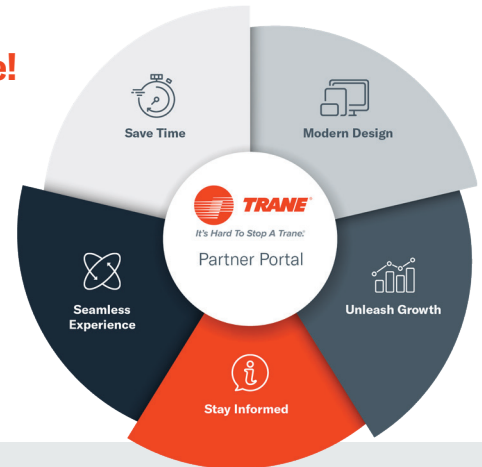 e!
Save Time
Modern Design
TRANE®
It's Hard To Stop A Trane.®
Partner Portal
Seamless
Experience
Unleash Growth
Stay Informed